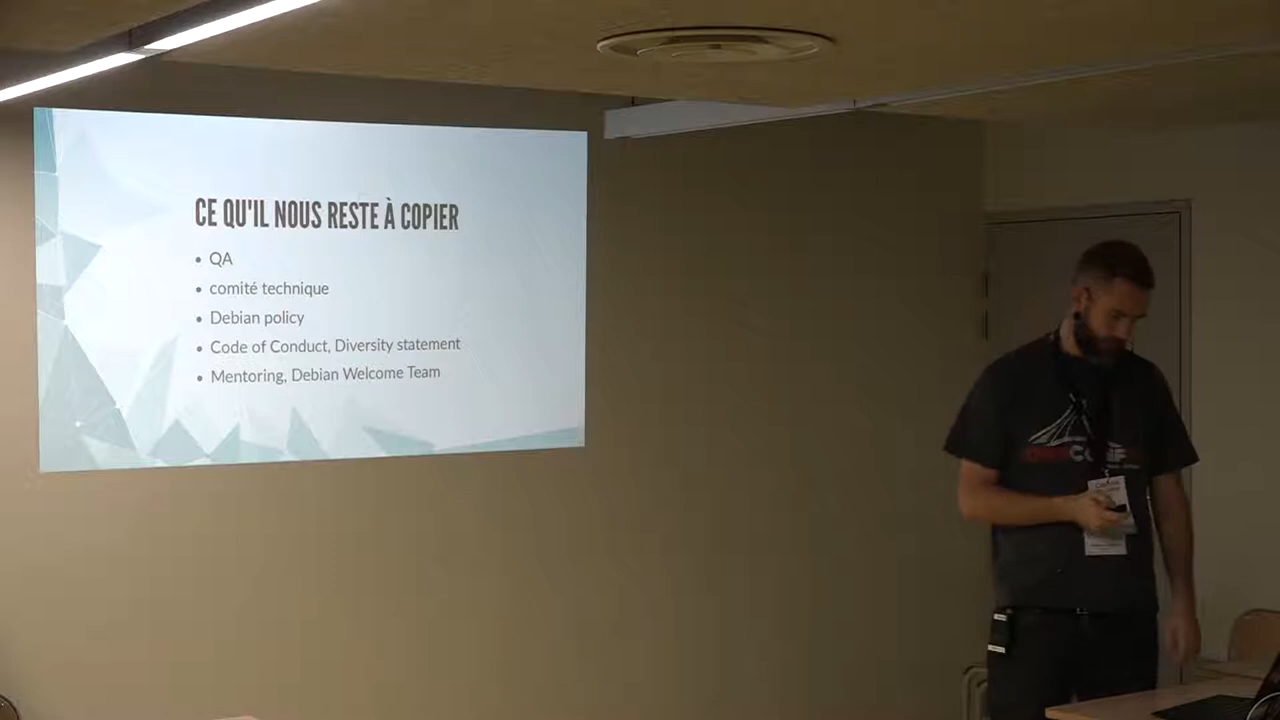 CE QU'IL NOUS RESTE À COPIER
• QA
• comité technique
• Debian policy
• Code of Conduct, Diversity statement
• Mentoring, Debian Welcome Team